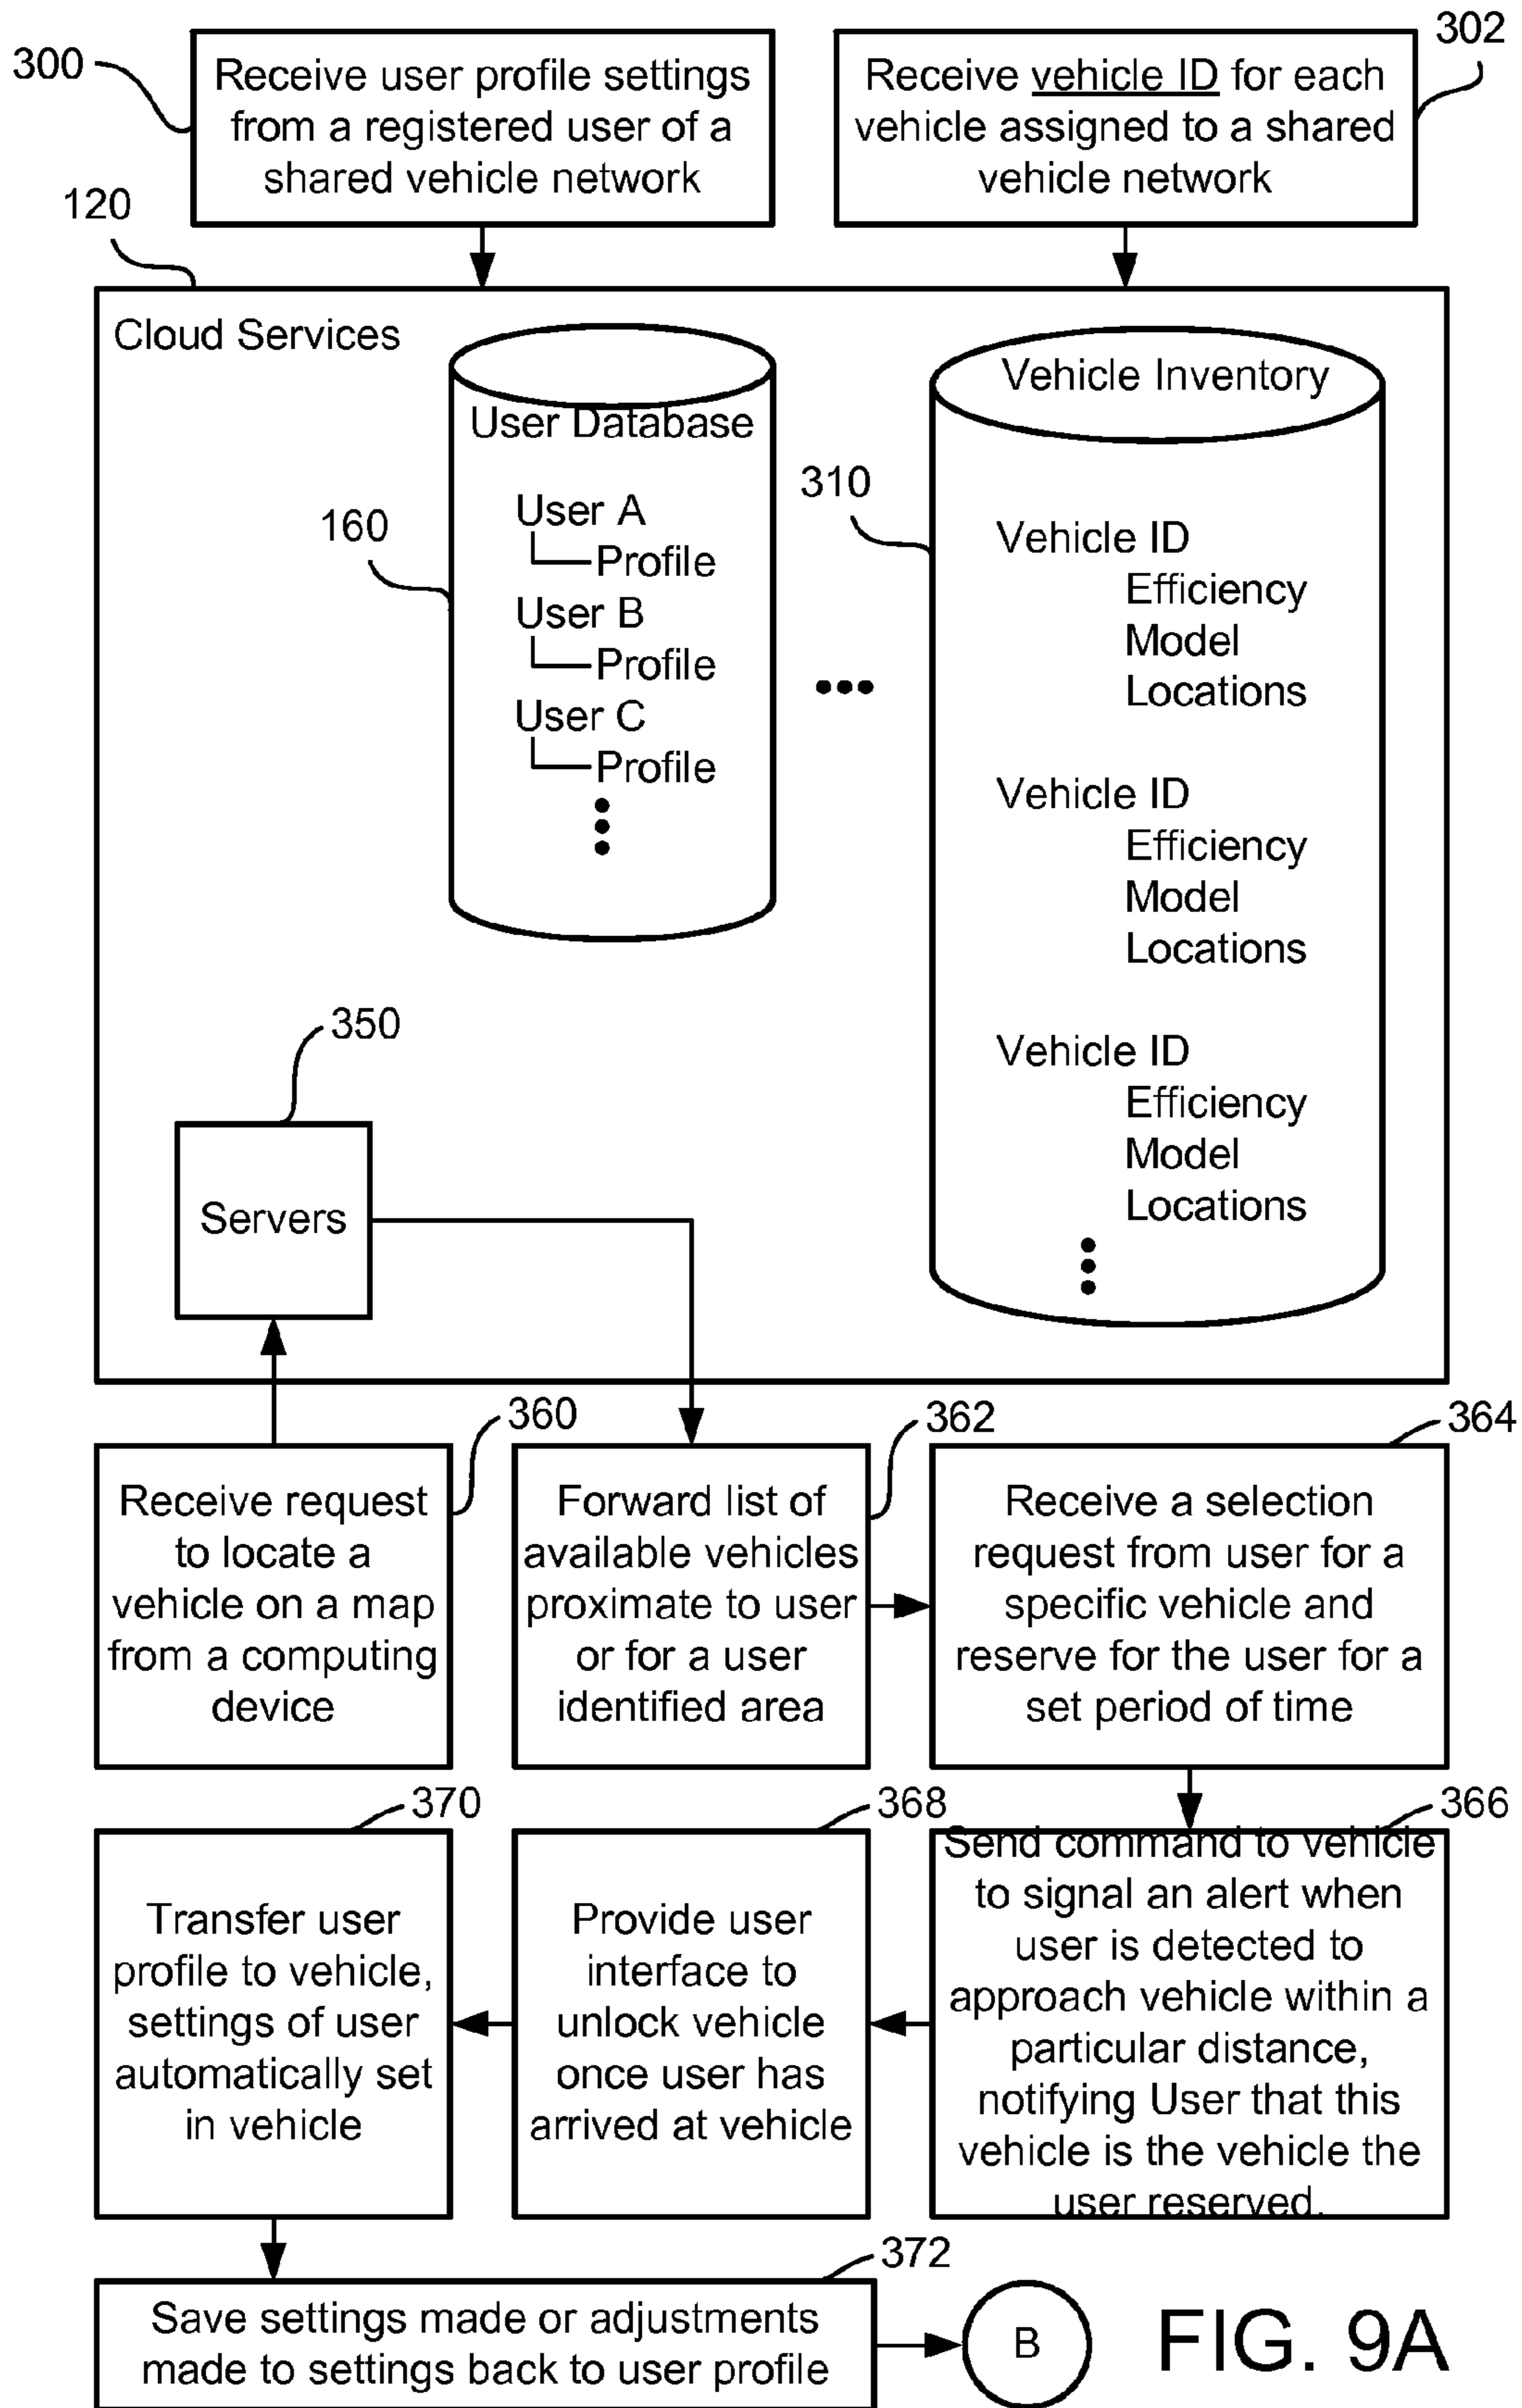 300
Receive user profile settings
from a registered user of a
shared vehicle network
302
Receive vehicle ID for each
vehicle assigned to a shared
vehicle network
120
Cloud Services
User Database
160
User A
Profile
User B
Profile
User C
Profile
Vehicle Inventory
310
Vehicle ID
Efficiency
Model
Locations
Vehicle ID
Efficiency
Model
Locations
Vehicle ID
Efficiency
Model
Locations
350
Servers
360
Receive request
to locate a
vehicle on a map
from a computing
device
362
Forward list of
available vehicles
proximate to user
or for a user
identified area
364
Receive a selection
request from user for a
specific vehicle and
reserve for the user for a
set period of time
366
Send command to vehicle
to signal an alert when
user is detected to
approach vehicle within a
particular distance,
notifying User that this
vehicle is the vehicle the
user reserved.
368
Provide user
interface to
unlock vehicle
once user has
arrived at vehicle
370
Transfer user
profile to vehicle,
settings of user
automatically set
in vehicle
372
Save settings made or adjustments
made to settings back to user profile
B
FIG. 9A